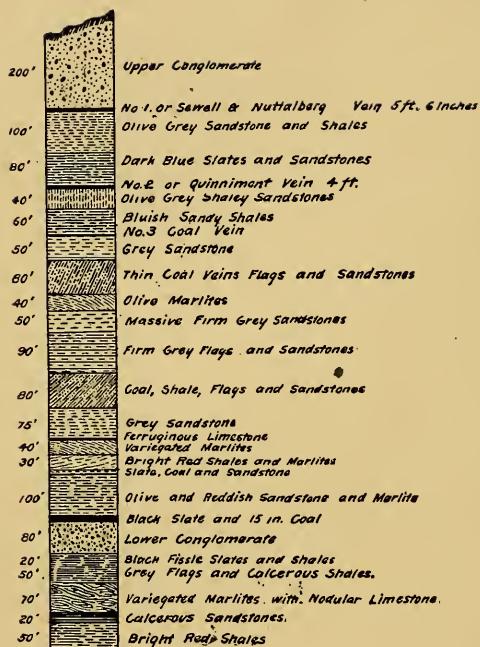 200' Upper Conglomerate
No 1. or Sewell & Nuttalberg Vein 5 ft. 6 Inches
100' Olive Grey Sandstone and Shales
80' Dark Blue Slates and Sandstones
No.2 or Quinnimont Vein 4 ft.
40' Olive Grey Shaley Sandstones
60' Bluish Sandy Shales
No.3 Coal Vein
50' Grey Sandstone
60' Thin Coal Veins Flags and Sandstones
40' Olive Marlites
50' Massive Firm Grey Sandstones
90' Firm Grey Flags and Sandstones
80' Coal, Shale, Flags and Sandstones
75' Grey Sandstone
Ferruginous Limestone
40' Variegated Marlites
30' Bright Red Shales and Marlites
Slate, Coal and Sandstone
100' Olive and Reddish Sandstone and Marlite
Black Slate and 15 in. Coal
80' Lower Conglomerate
20' Black Fissle Slates and Shales
50' Grey Flags and Calcerous Shales.
70' Variegated Marlites with Nodular Limestone.
20' Calcerous Sandstones.
50' Bright Red Shales